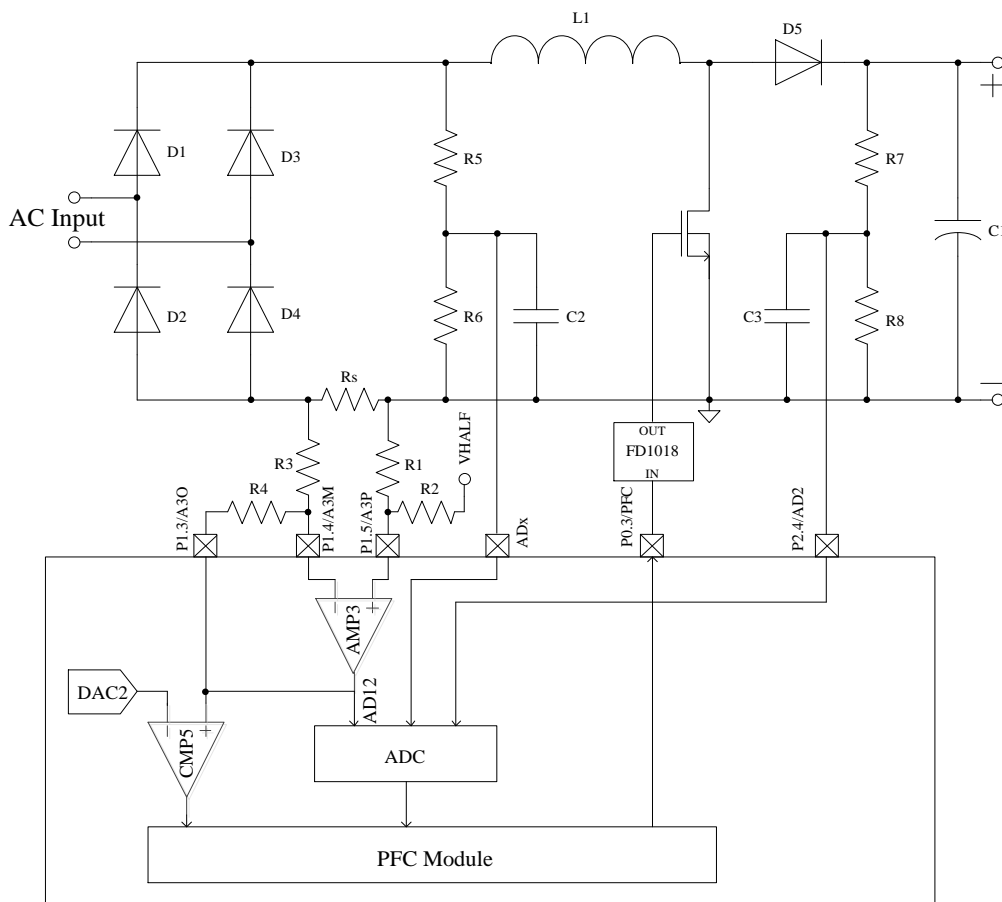 L1
D5
+
D1
D3
R5
R7
AC Input
C1
D2
D4
R6
C2
C3
R8
Rs
−
VHALF
OUT
FD1018
IN
R3
R1
R4
R2
P1.3/A3O
P1.4/A3M
P1.5/A3P
ADx
P0.3/PFC
P2.4/AD2
− +
AMP3
DAC2
AD12
− +
CMP5
ADC
PFC Module